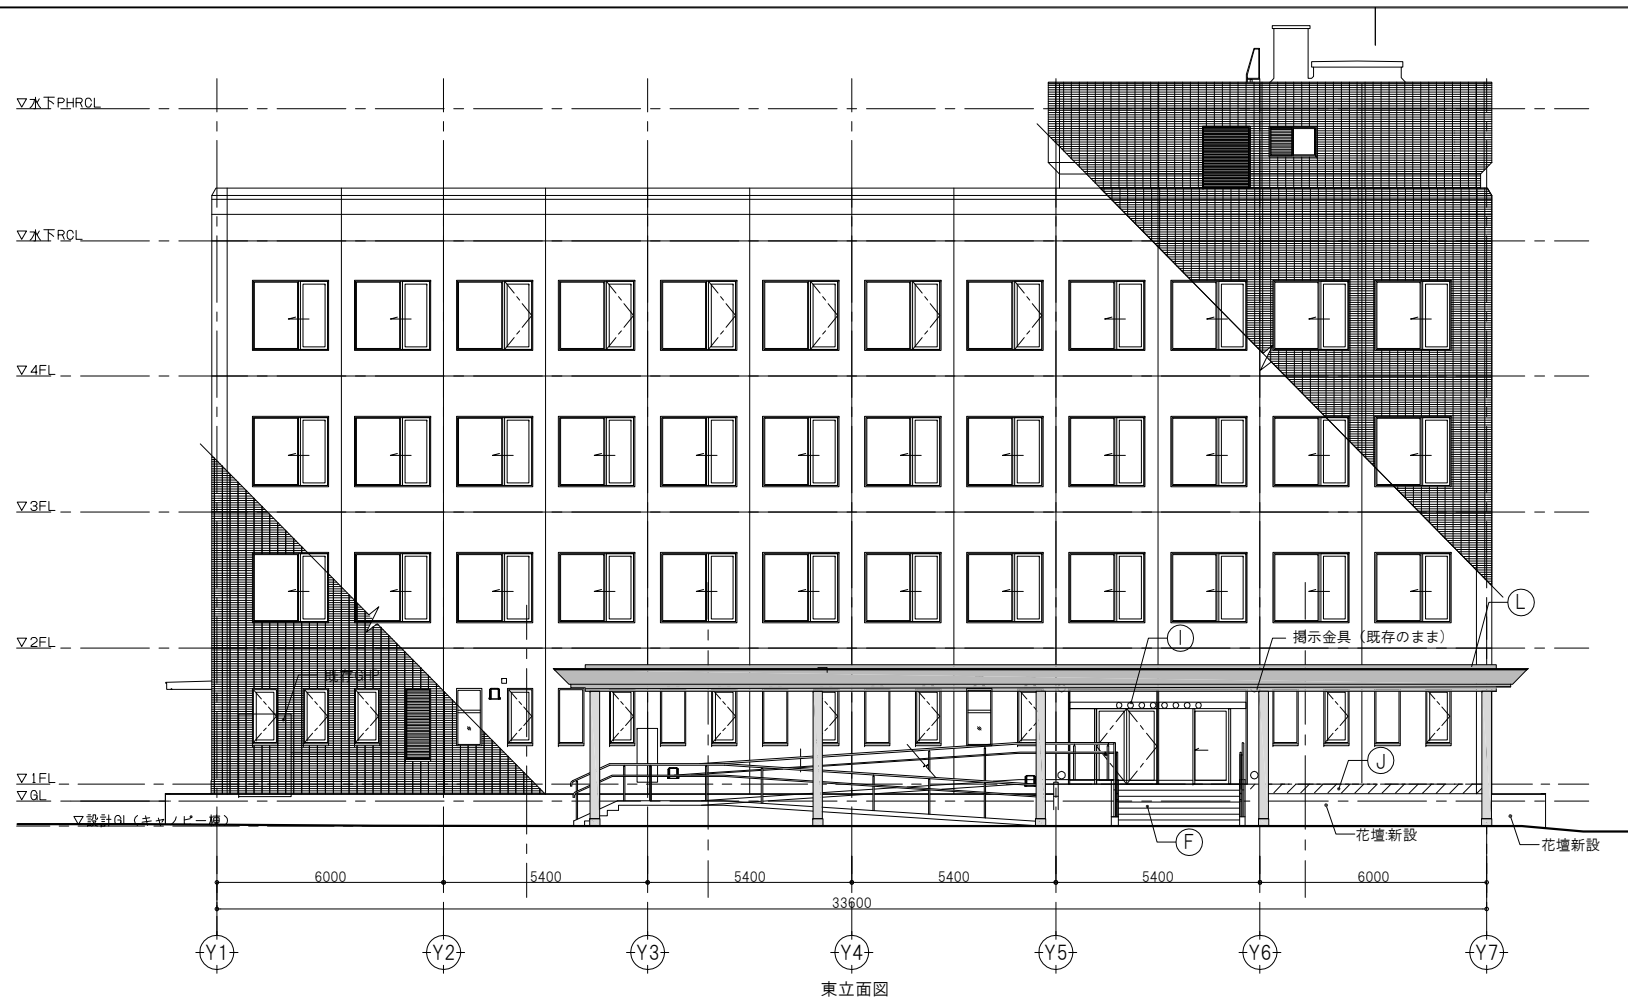 ▽水下PHRCL
▽水下RCL
▽4FL
▽3FL
▽2FL
▽1FL
▽GL
▽設計GL(キャノピー棟)
既存GHP
L
I
掲示金具(既存のまま)
J
F
花壇新設
花壇新設
6000
5400
5400
5400
5400
6000
33600
Y1
Y2
Y3
Y4
Y5
Y6
Y7
東立面図